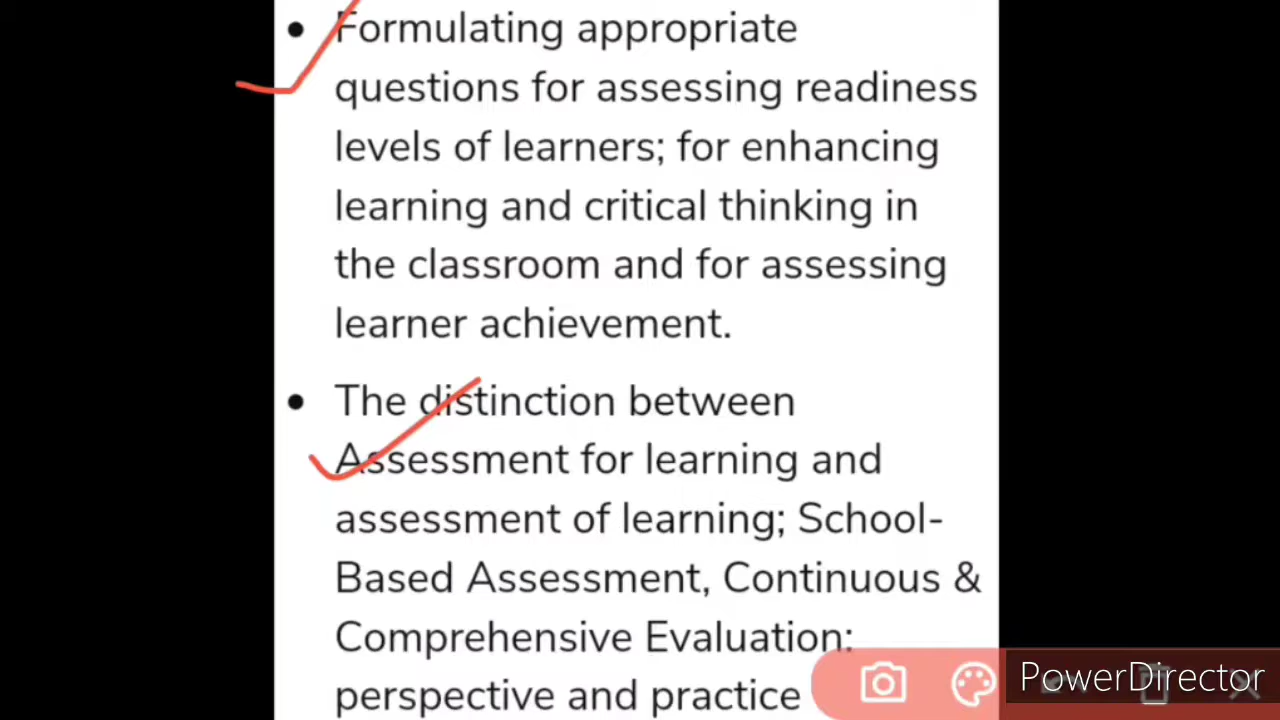 Formulating appropriate
questions for assessing readiness
levels of learners; for enhancing
learning and critical thinking in
the classroom and for assessing
learner achievement.
The distinction between
Assessment for learning and
assessment of learning; School-
Based Assessment, Continuous &
Comprehensive Evaluation:
perspective and practice
PowerDirector